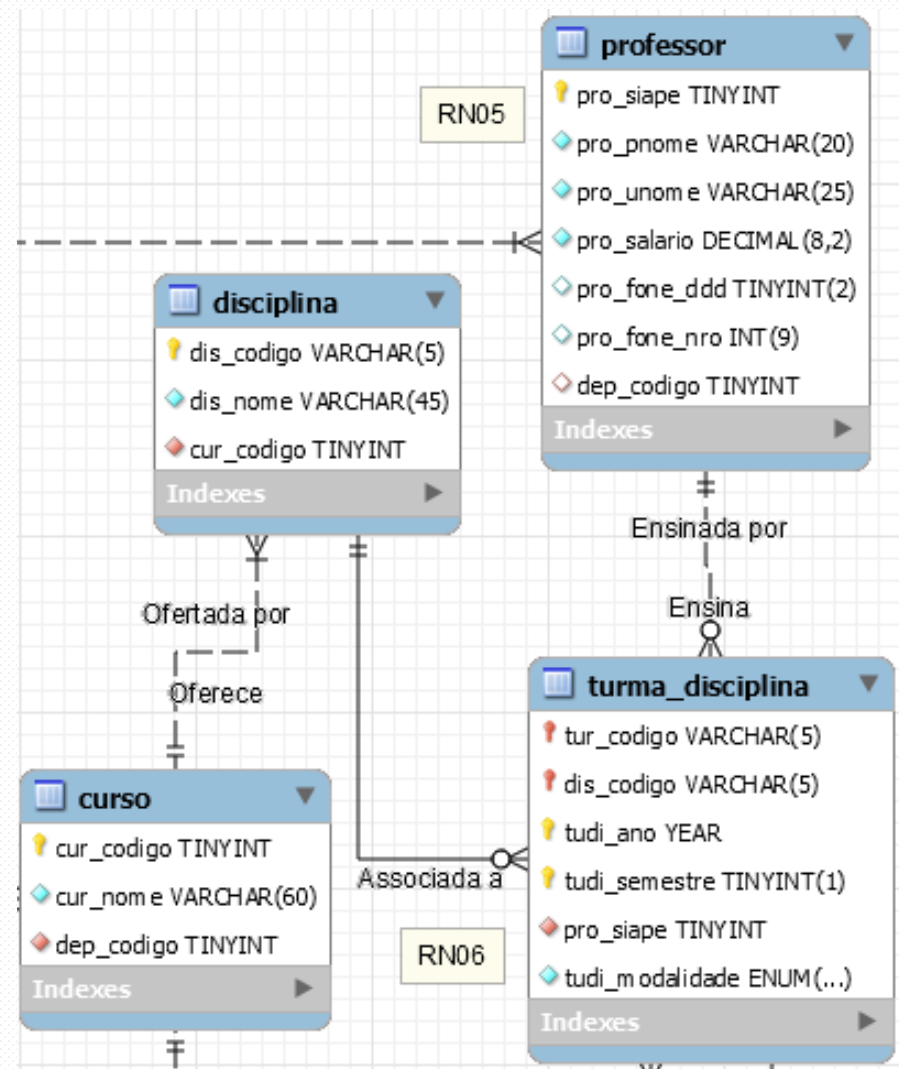 professor
pro_siape TINYINT
pro_pnome VARCHAR(20)
pro_unome VARCHAR(25)
pro_salario DECIMAL(8,2)
pro_fone_ddd TINYINT(2)
pro_fone_nro INT(9)
dep_codigo TINYINT
Indexes
RN05
disciplina
dis_codigo VARCHAR(5)
dis_nome VARCHAR(45)
cur_codigo TINYINT
Indexes
Ensinada por
Ensina
Ofertada por
Oferece
turma_disciplina
tur_codigo VARCHAR(5)
dis_codigo VARCHAR(5)
tudi_ano YEAR
tudi_semestre TINYINT(1)
pro_siape TINYINT
tudi_modalidade ENUM(...)
Indexes
curso
cur_codigo TINYINT
cur_nome VARCHAR(60)
dep_codigo TINYINT
Indexes
Associada a
RN06